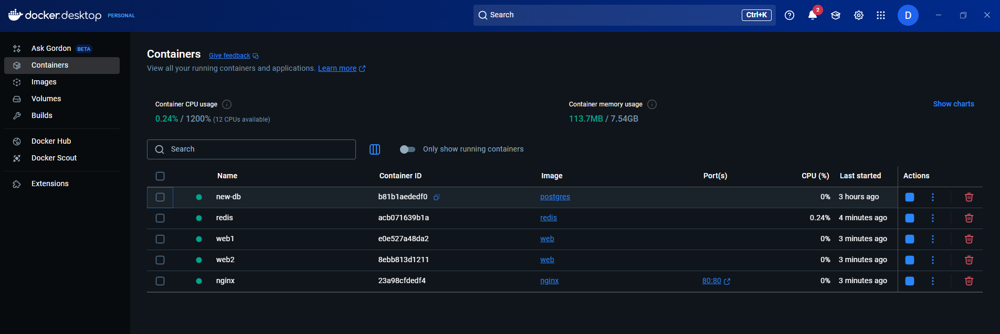 docker.desktop PERSONAL
Search Ctrl+K
2
D
Ask Gordon BETA
Containers
Images
Volumes
Builds
Docker Hub
Docker Scout
Extensions
Containers Give feedback
View all your running containers and applications. Learn more
Container CPU usage
0.24% / 1200% (12 CPUs available)
Container memory usage
113.7MB / 7.54GB
Show charts
Search
Only show running containers
Name Container ID Image Port(s) CPU (%) Last started Actions
new-db b81b1aededf0 postgres 0% 3 hours ago
redis acb071639b1a redis 0.24% 4 minutes ago
web1 e0e527a48da2 web 0% 3 minutes ago
web2 8ebb813d1211 web 0% 3 minutes ago
nginx 23a98cfdedf4 nginx 80:80 0% 3 minutes ago